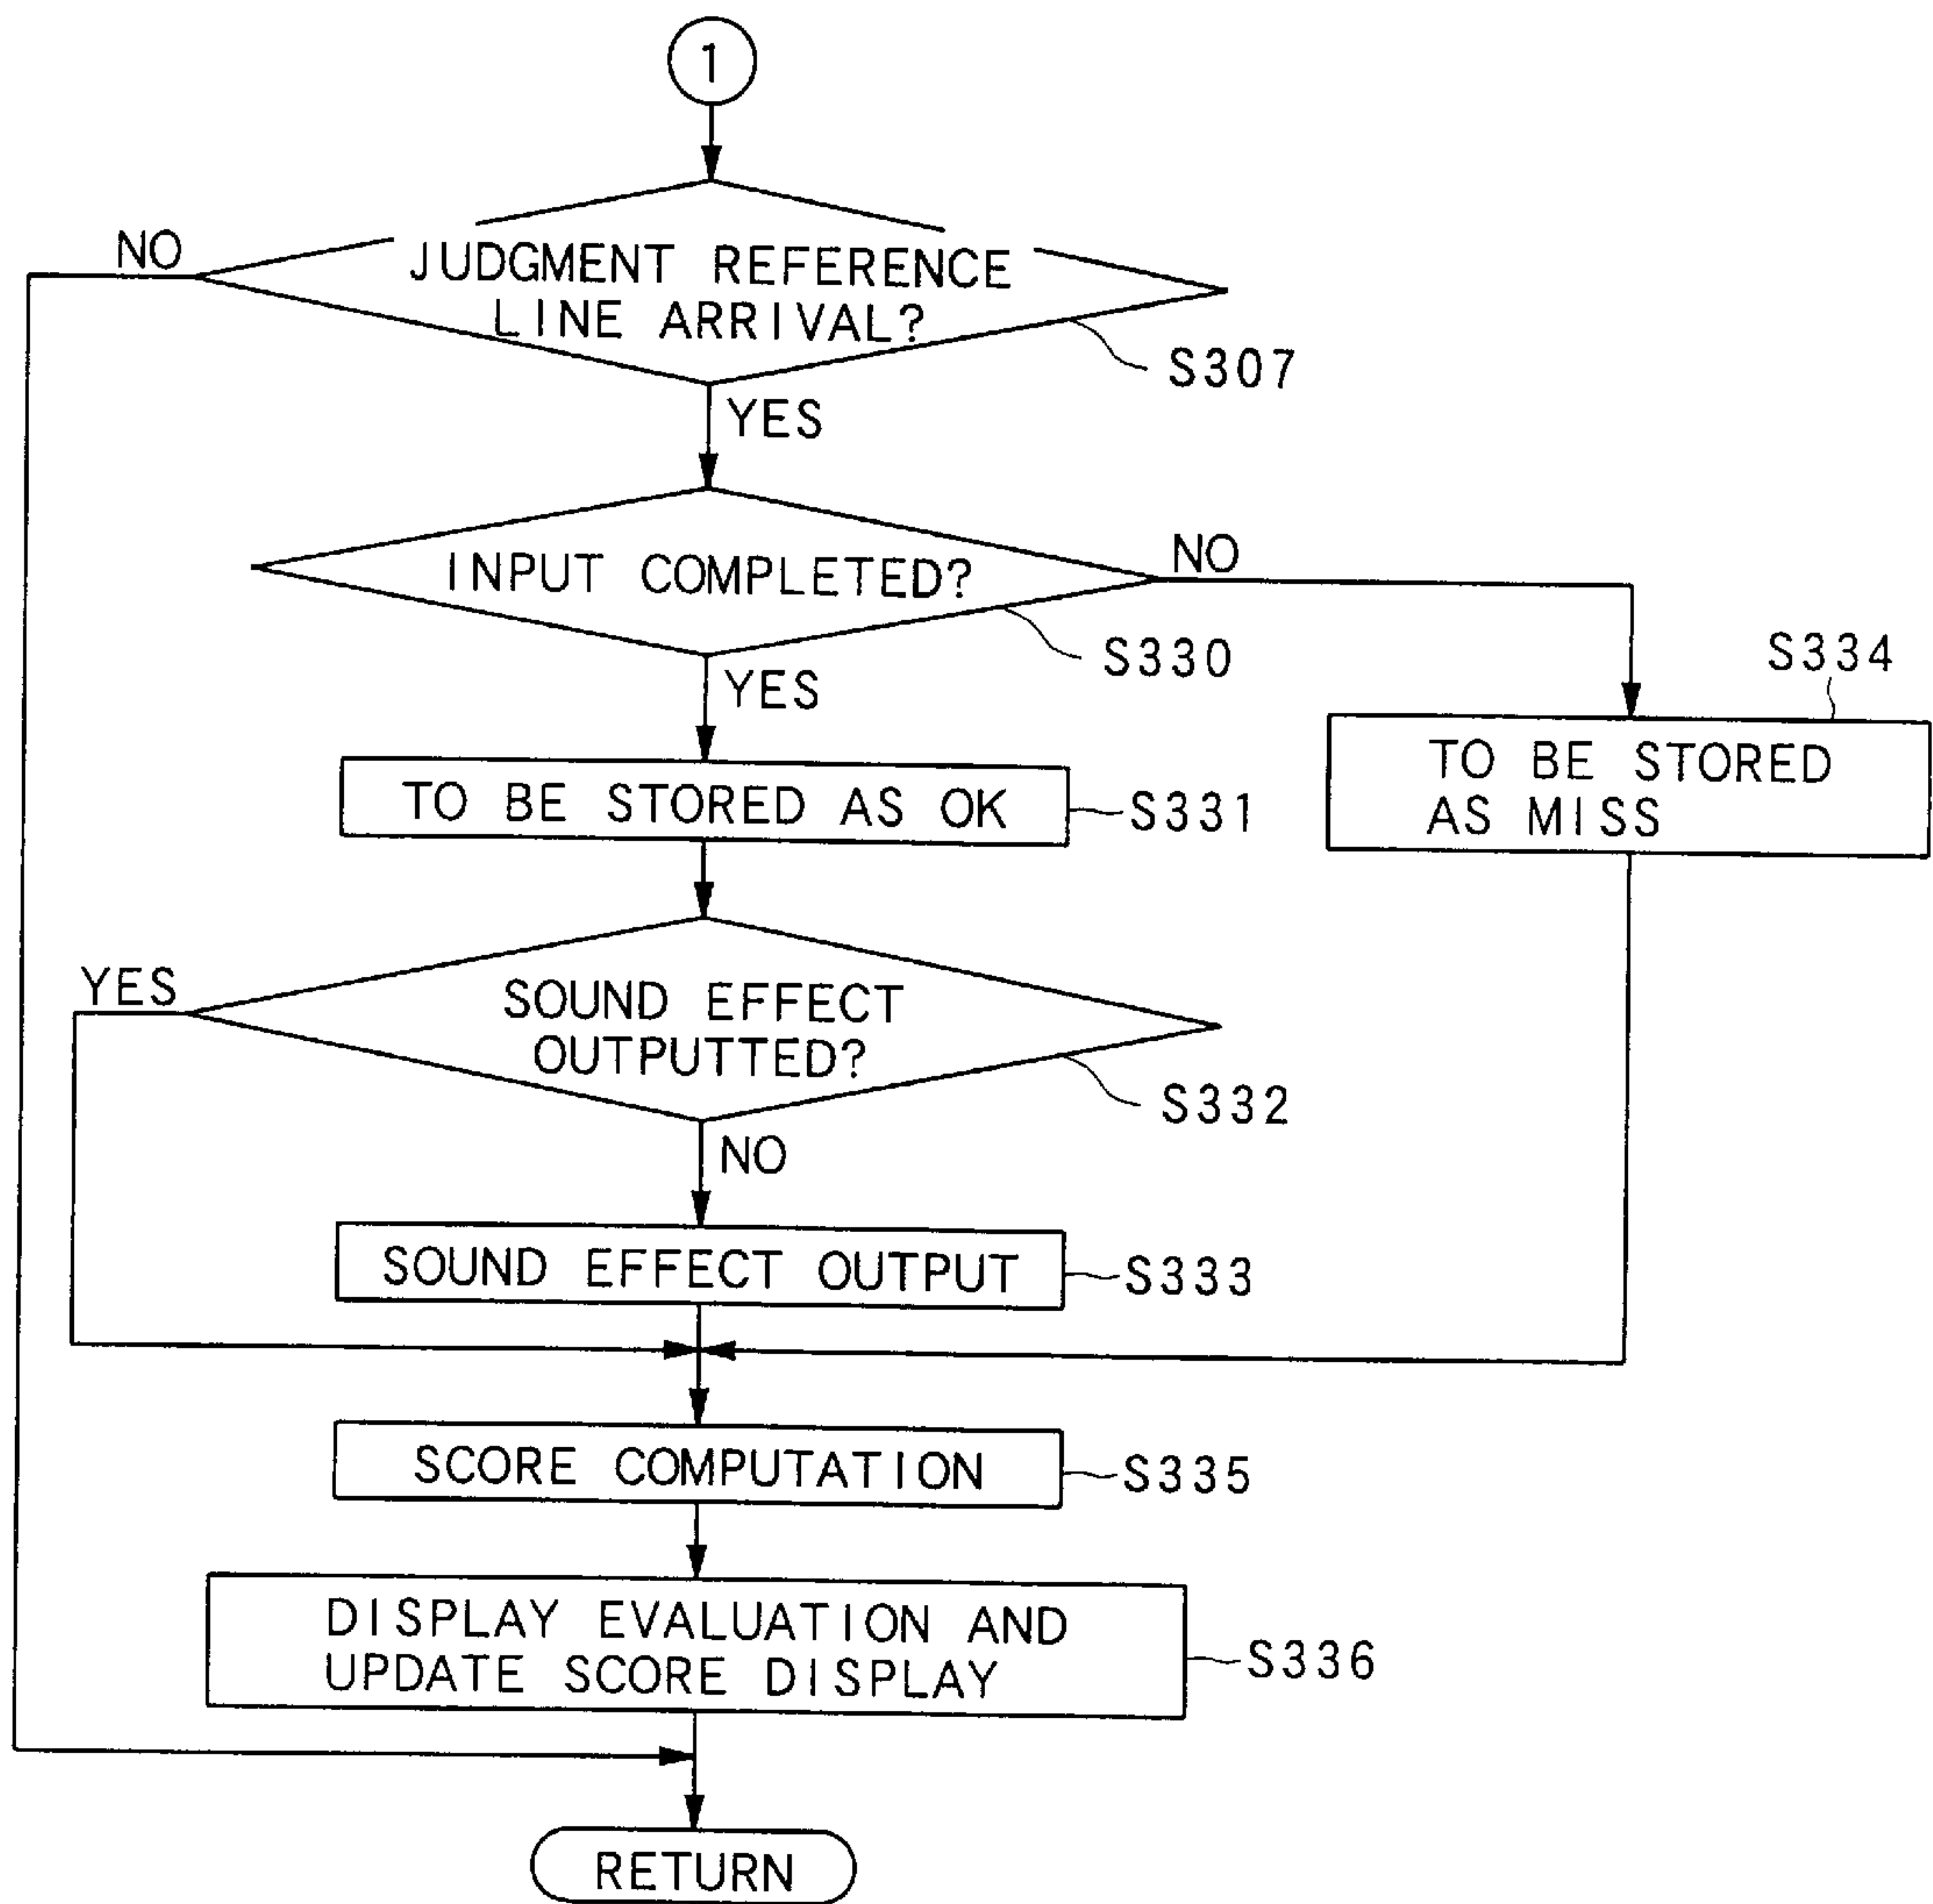 1
NO
JUDGMENT REFERENCE
LINE ARRIVAL?
S307
YES
INPUT COMPLETED?
NO
S330
YES
S334
TO BE STORED
AS MISS
TO BE STORED AS OK
S331
YES
SOUND EFFECT
OUTPUTTED?
S332
NO
SOUND EFFECT OUTPUT
S333
SCORE COMPUTATION
S335
DISPLAY EVALUATION AND
UPDATE SCORE DISPLAY
S336
RETURN